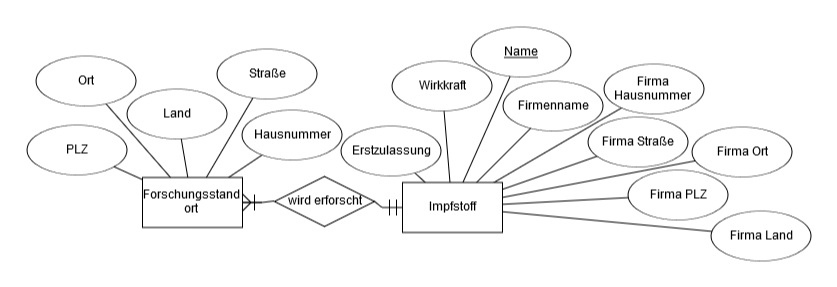 Name
Ort
Straße
Wirkkraft
Firma
Hausnummer
Land
Firmenname
Hausnummer
Firma Straße
PLZ
Erstzulassung
Firma Ort
Forschungsstand
ort
wird erforscht
Impfstoff
Firma PLZ
Firma Land